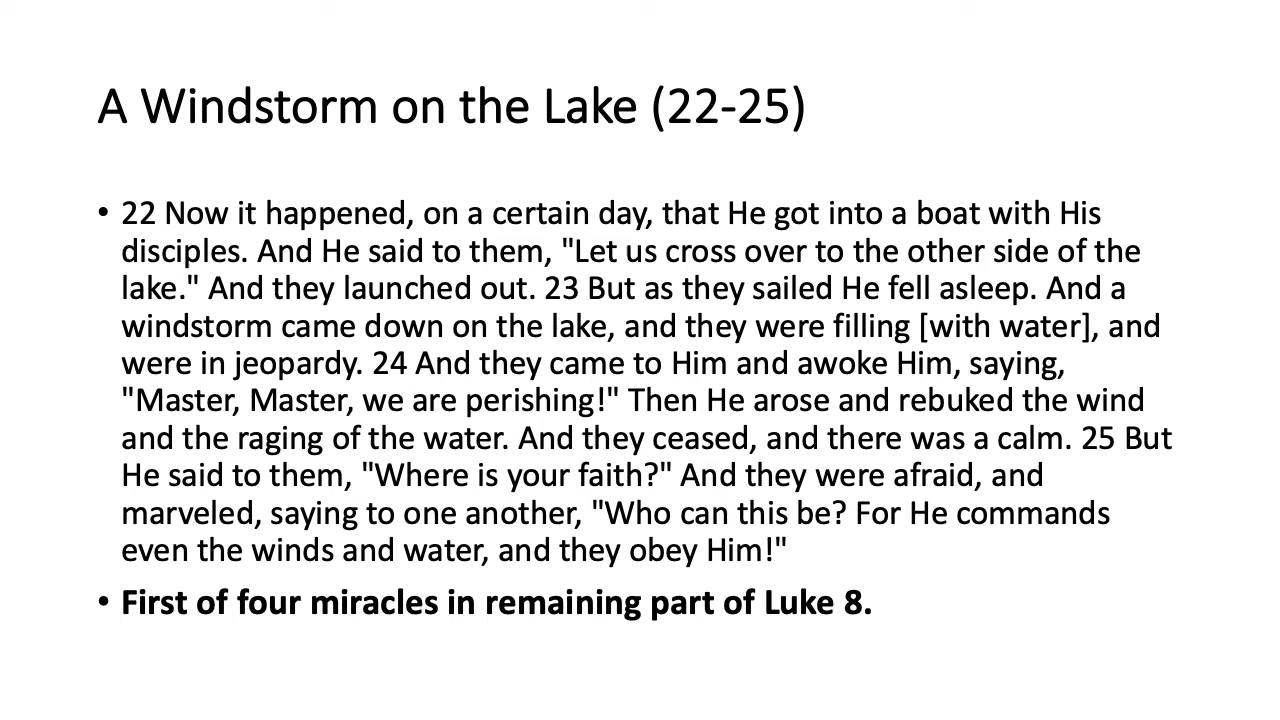 A Windstorm on the Lake (22-25)
• 22 Now it happened, on a certain day, that He got into a boat with His
disciples. And He said to them, "Let us cross over to the other side of the
lake." And they launched out. 23 But as they sailed He fell asleep. And a
windstorm came down on the lake, and they were filling [with water], and
were in jeopardy. 24 And they came to Him and awoke Him, saying,
"Master, Master, we are perishing!" Then He arose and rebuked the wind
and the raging of the water. And they ceased, and there was a calm. 25 But
He said to them, "Where is your faith?" And they were afraid, and
marveled, saying to one another, "Who can this be? For He commands
even the winds and water, and they obey Him!"
• First of four miracles in remaining part of Luke 8.